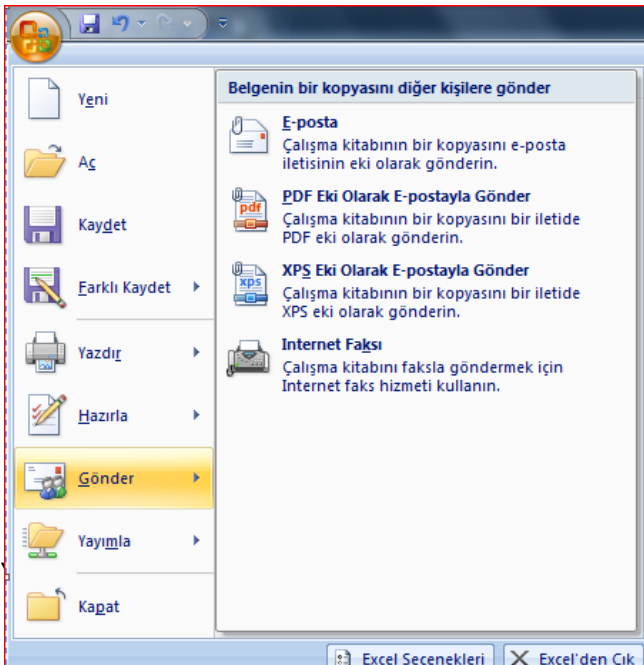 Yeni
Aç
Kaydet
Farklı Kaydet
Yazdır
Hazırla
Gönder
Yayımla
Kapat
Belgenin bir kopyasını diğer kişilere gönder
E-posta
Çalışma kitabının bir kopyasını e-posta
iletisinin eki olarak gönderin.
PDF Eki Olarak E-postayla Gönder
Çalışma kitabının bir kopyasını bir iletide
PDF eki olarak gönderin.
XPS Eki Olarak E-postayla Gönder
Çalışma kitabının bir kopyasını bir iletide
XPS eki olarak gönderin.
Internet Faksı
Çalışma kitabını faksla göndermek için
Internet faks hizmeti kullanın.
pdf
xps
Excel Seçenekleri
Excel'den Çık